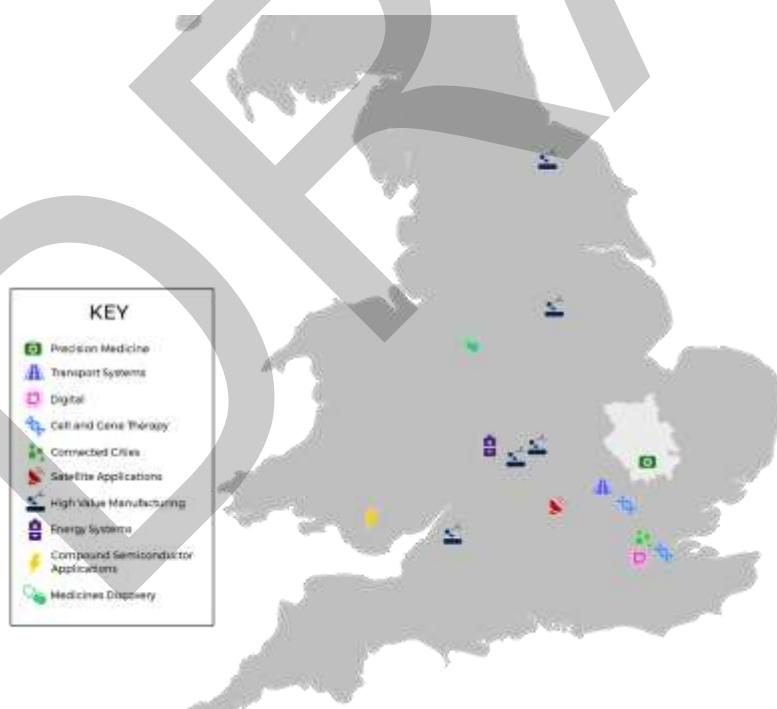 KEY
Precision Medicine
Transport Systems
Digital
Cell and Gene Therapy
Connected Cities
Satellite Applications
High Value Manufacturing
Energy Systems
Compound Semiconductor
Applications
Medicines Discovery